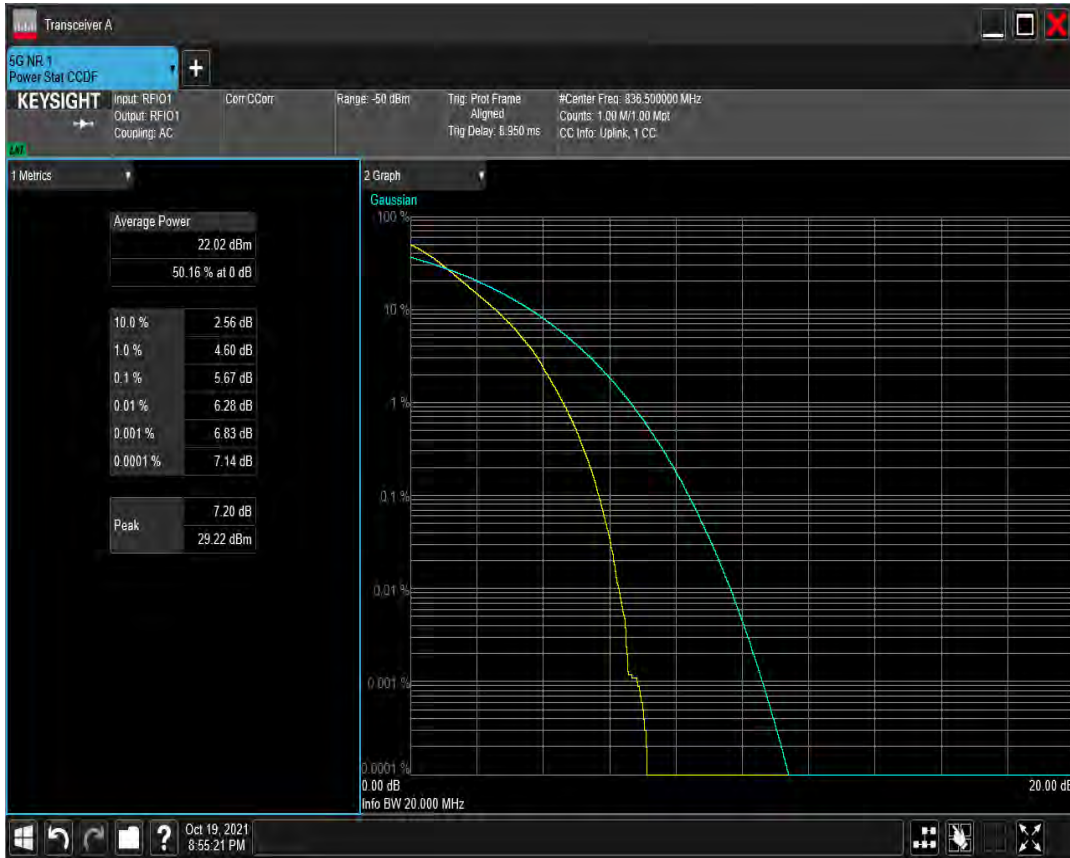 Transceiver A
5G NR 1
Power Stat CCDF
+
KEYSIGHT
Input: RFIO1
Output: RFIO1
Coupling: AC
Corr CCorr
Range: -50 dBm
Trig: Prot Frame
Aligned
Trig Delay: 8.950 ms
#Center Freq: 836.500000 MHz
Counts: 1.00 M/1.00 Mpt
CC Info: Uplink, 1 CC
1 Metrics
Average Power
22.02 dBm
50.16 % at 0 dB
10.0 % 2.56 dB
1.0 % 4.60 dB
0.1 % 5.67 dB
0.01 % 6.28 dB
0.001 % 6.83 dB
0.0001 % 7.14 dB
Peak
7.20 dB
29.22 dBm
2 Graph
Gaussian
100 %
10 %
1 %
0.1 %
0.01 %
0.001 %
0.0001 %
0.00 dB
20.00 dB
Info BW 20.000 MHz
?
Oct 19, 2021
8:55:21 PM